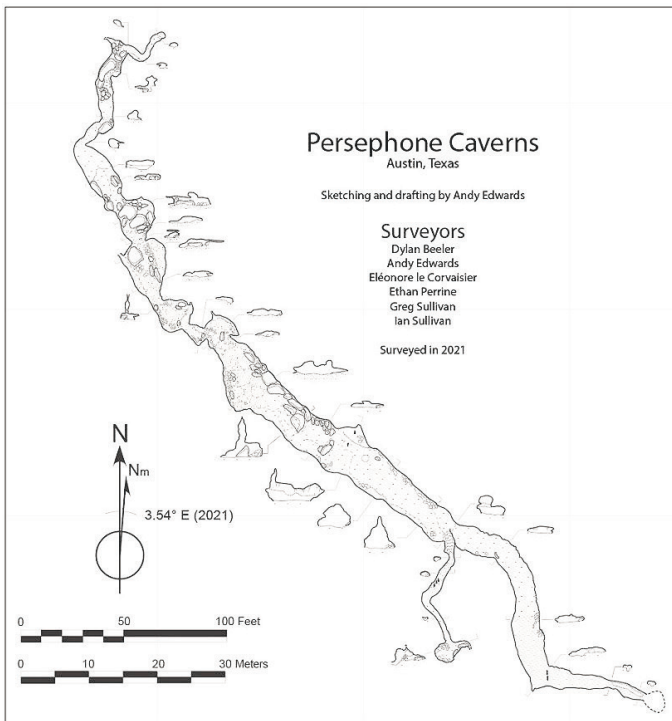 Persephone Caverns
Austin, Texas
Sketching and drafting by Andy Edwards
Surveyors
Dylan Beeler
Andy Edwards
Eléonore le Corvaisier
Ethan Perrine
Greg Sullivan
Ian Sullivan
Surveyed in 2021
N
Nm
3.54° E (2021)
0 50 100 Feet
0 10 20 30 Meters